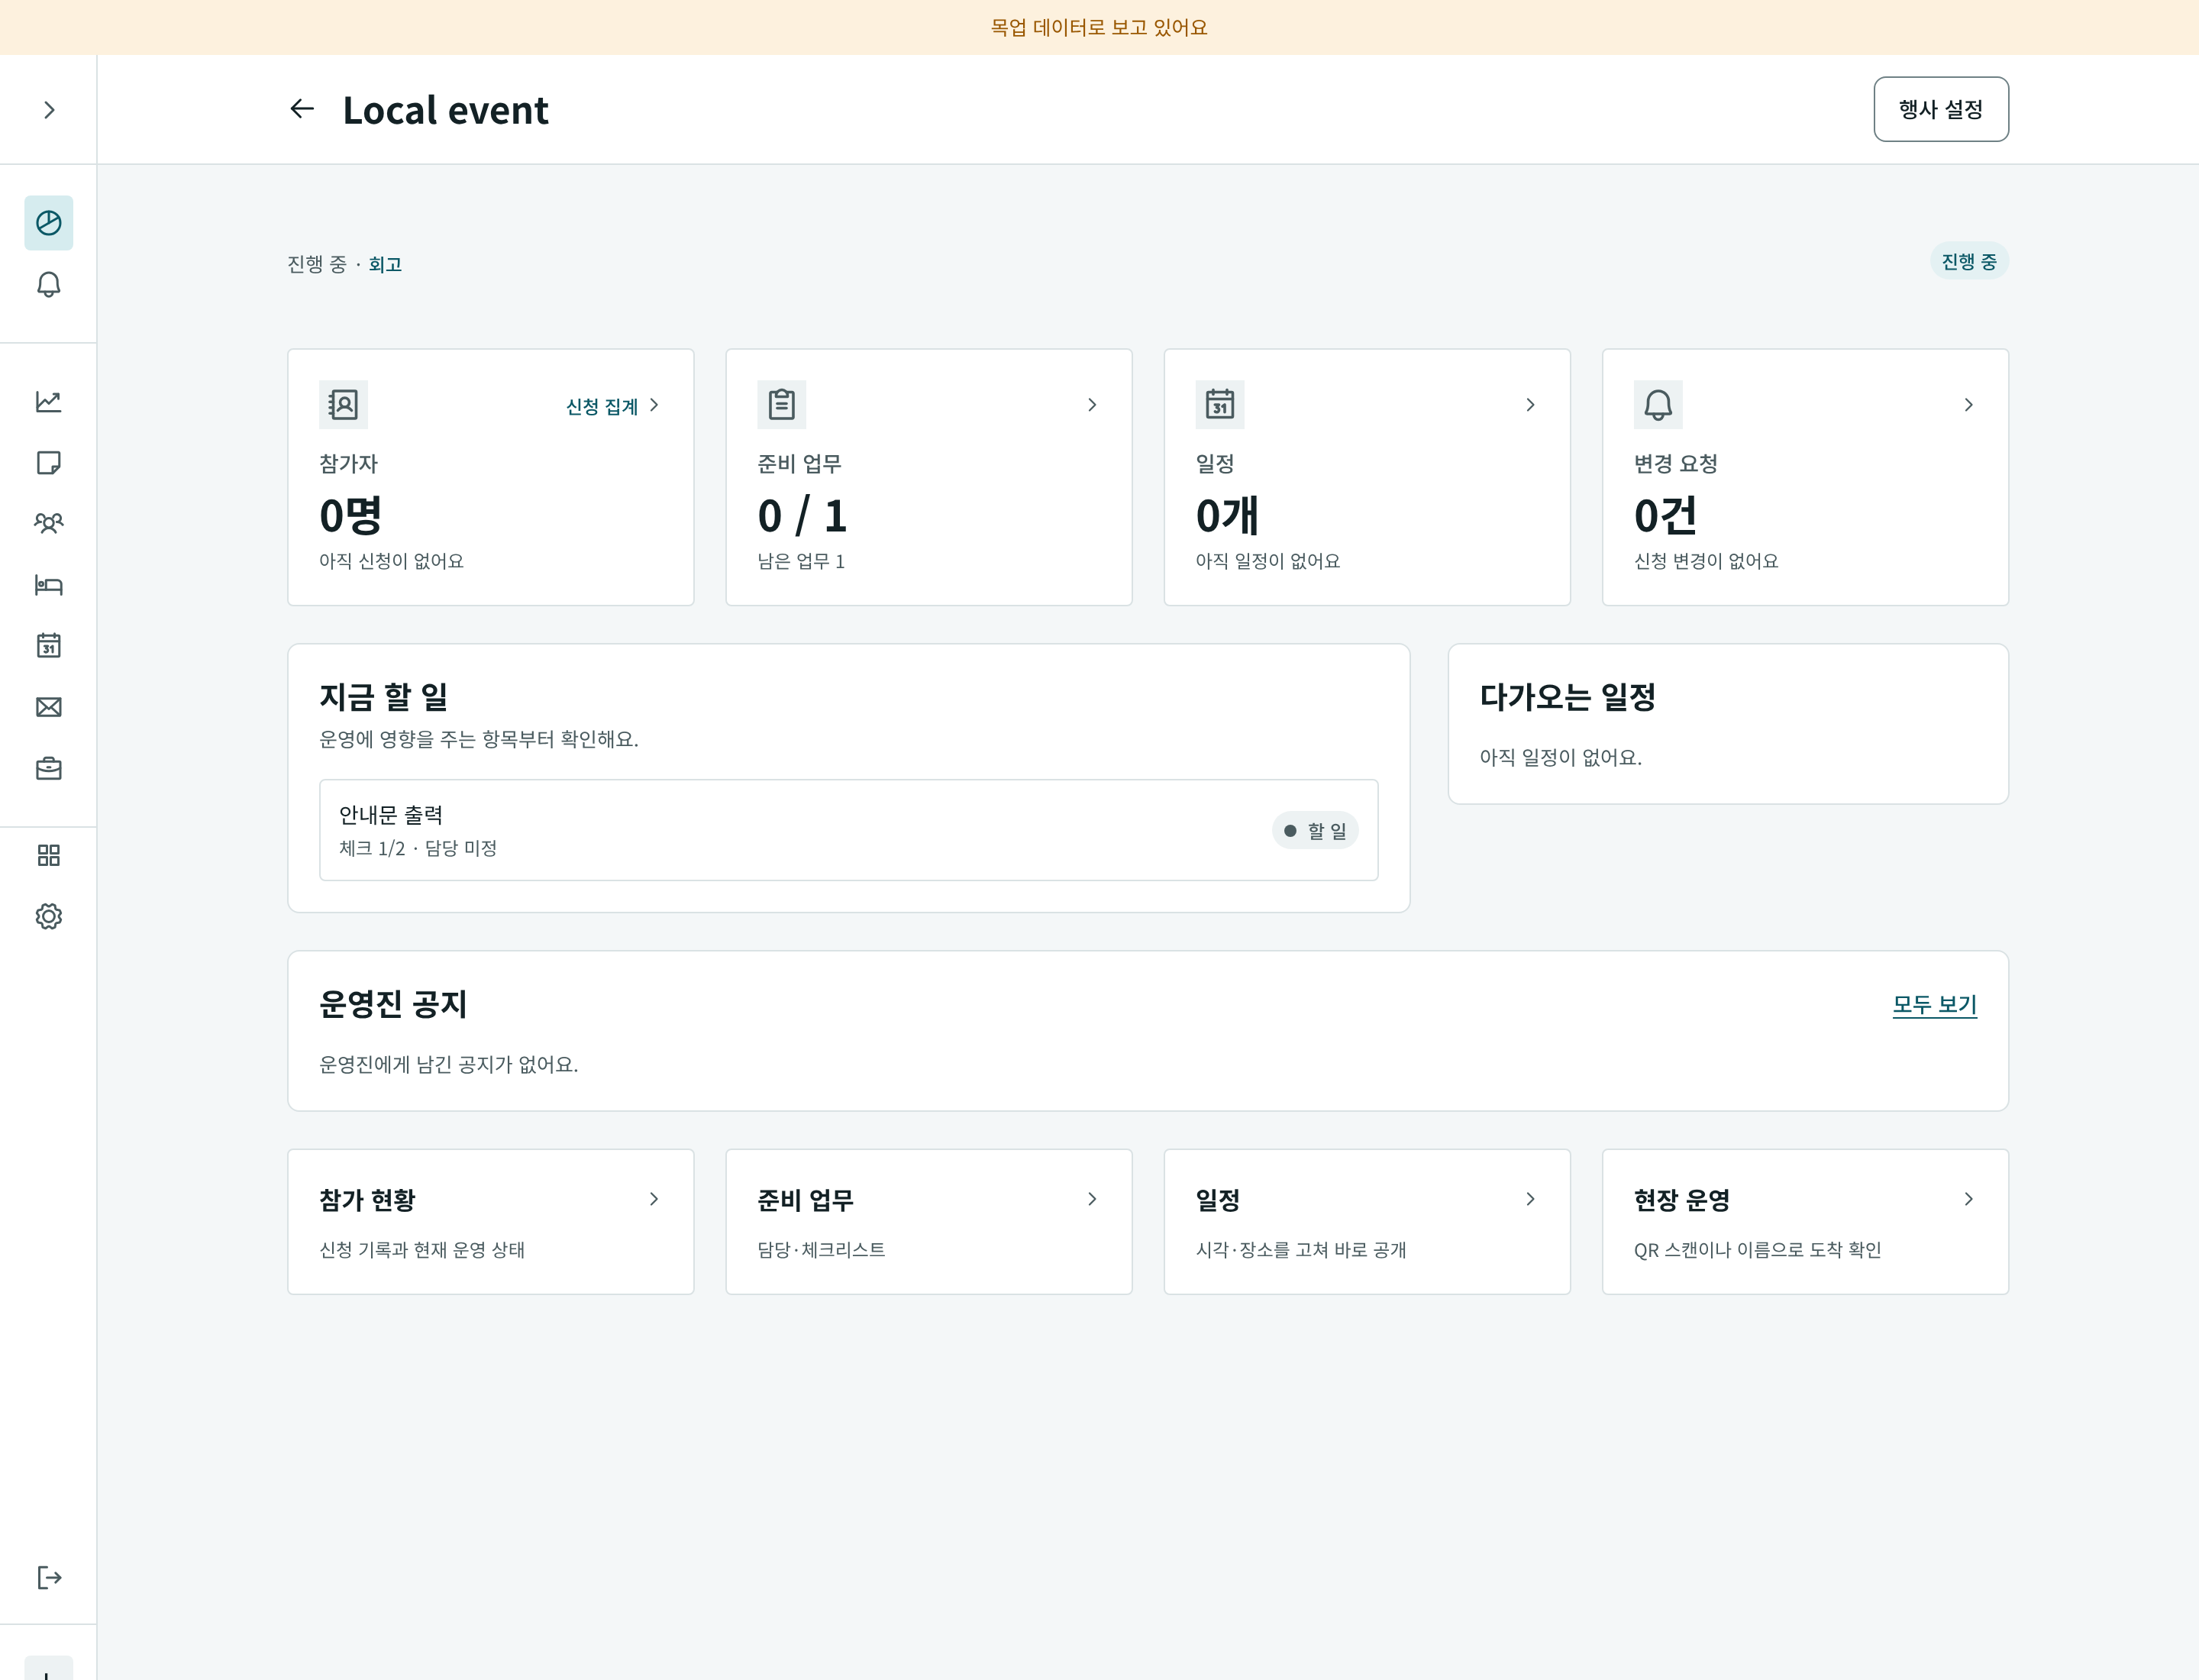 목업 데이터로 보고 있어요
Local event
행사 설정
진행 중 · 회고
진행 중
신청 집계
참가자
0명
아직 신청이 없어요
준비 업무
0 / 1
남은 업무 1
31
일정
0개
아직 일정이 없어요
변경 요청
0건
신청 변경이 없어요
31
지금 할 일
운영에 영향을 주는 항목부터 확인해요.
안내문 출력
체크 1/2 · 담당 미정
할 일
다가오는 일정
아직 일정이 없어요.
운영진 공지
모두 보기
운영진에게 남긴 공지가 없어요.
참가 현황
신청 기록과 현재 운영 상태
준비 업무
담당·체크리스트
일정
시각·장소를 고쳐 바로 공개
현장 운영
QR 스캔이나 이름으로 도착 확인